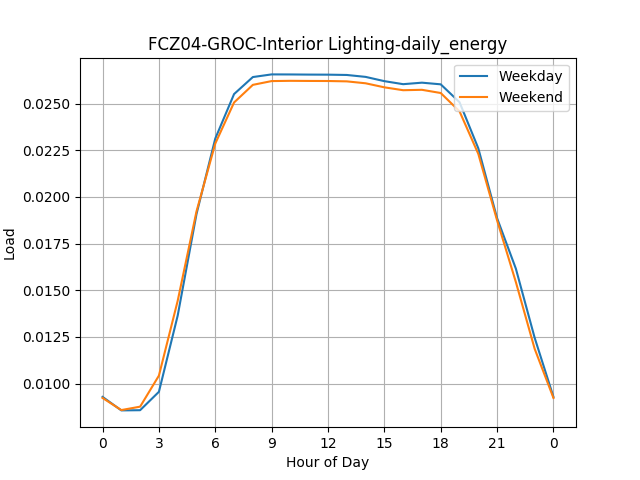 FCZ04-GROC-Interior Lighting-daily_energy
Weekday
Weekend
Load
0.0250
0.0225
0.0200
0.0175
0.0150
0.0125
0.0100
0 3 6 9 12 15 18 21 0
Hour of Day